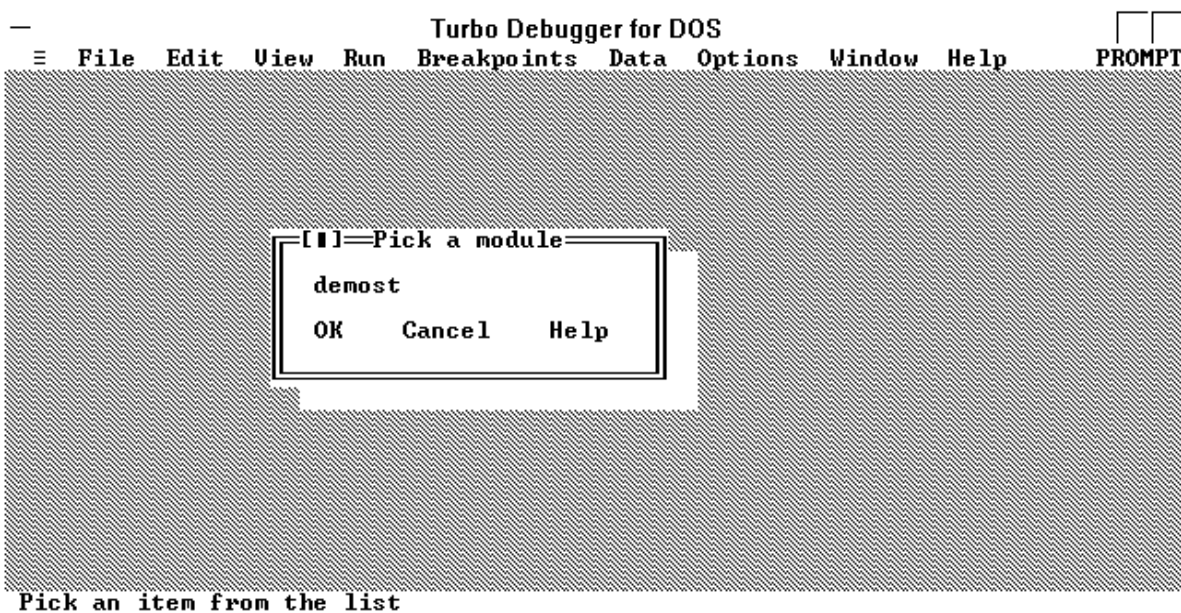 Turbo Debugger for DOS
≡ File Edit View Run Breakpoints Data Options Window Help PROMPT
[▮]=Pick a module
demost
OK Cancel Help
Pick an item from the list